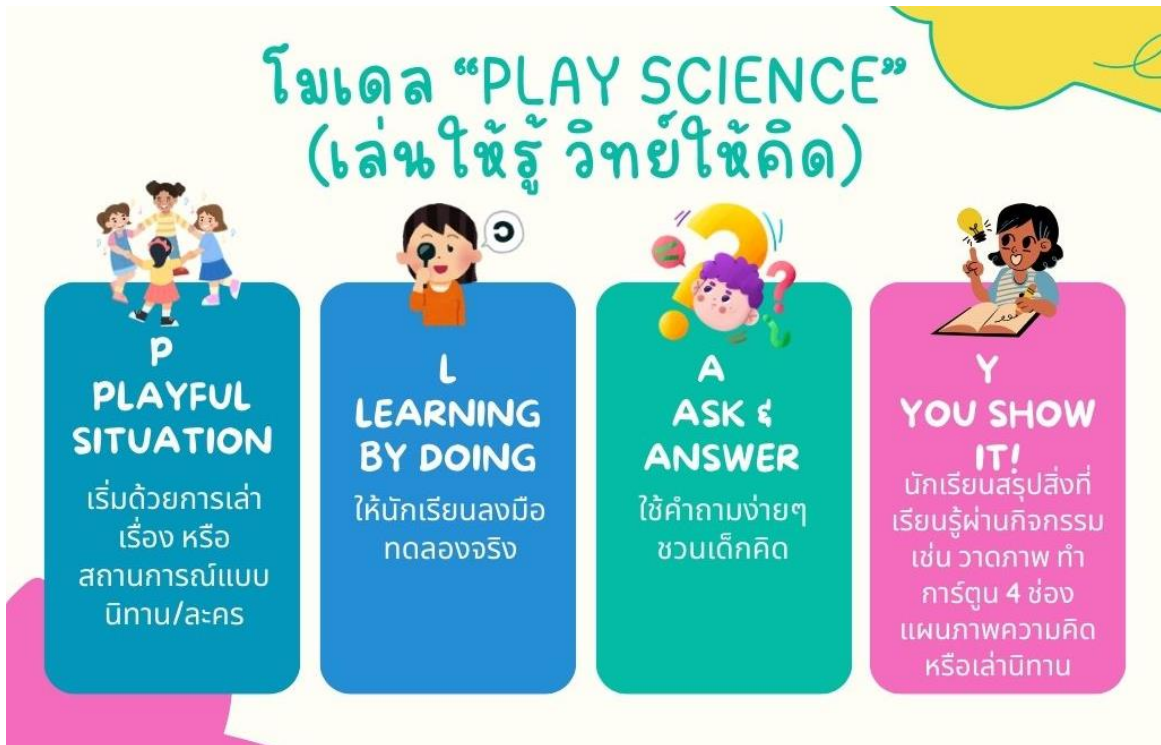 โมเดล “PLAY SCIENCE”
(เล่นให้รู้ วิทย์ให้คิด)
P
PLAYFUL
SITUATION
เริ่มด้วยการเล่า
เรื่อง หรือ
สถานการณ์แบบ
นิทาน/ละคร
L
LEARNING
BY DOING
ให้นักเรียนลงมือ
ทดลองจริง
A
ASK &
ANSWER
ใช้คำถามง่ายๆ
ชวนเด็กคิด
Y
YOU SHOW
IT!
นักเรียนสรุปสิ่งที่
เรียนรู้ผ่านกิจกรรม
เช่น วาดภาพ ทำ
การ์ตูน 4 ช่อง
แผนภาพความคิด
หรือเล่านิทาน